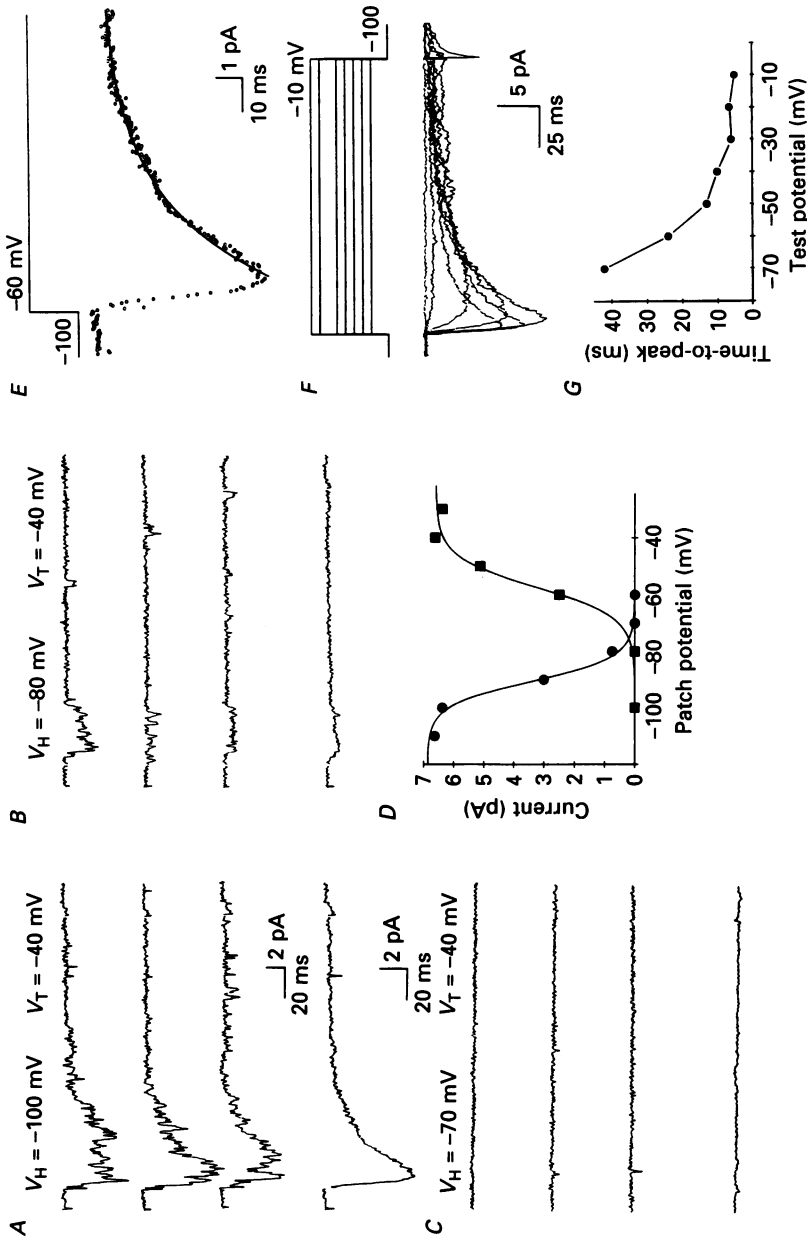 A
V_H = −100 mV V_T = −40 mV
2 pA
20 ms
2 pA
20 ms
B
V_H = −80 mV V_T = −40 mV
C
V_H = −70 mV V_T = −40 mV
D
Current (pA)
7
6
5
4
3
2
1
0
−100 −80 −60 −40
Patch potential (mV)
E
−60 mV
−100
1 pA
10 ms
F
−10 mV
−100
5 pA
25 ms
G
Time-to-peak (ms)
40
30
20
10
0
−70 −50 −30 −10
Test potential (mV)